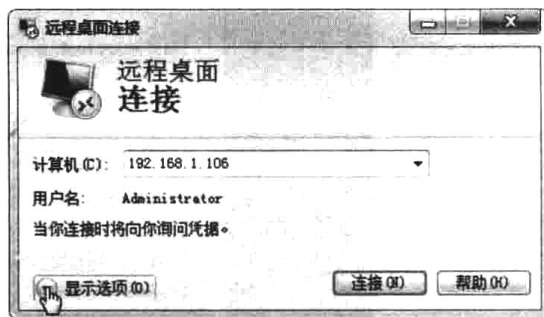 远程桌面连接
远程桌面
连接
计算机(C): 192.168.1.106
用户名: Administrator
当你连接时将向你询问凭据。
显示选项(O) 连接(N) 帮助(H)